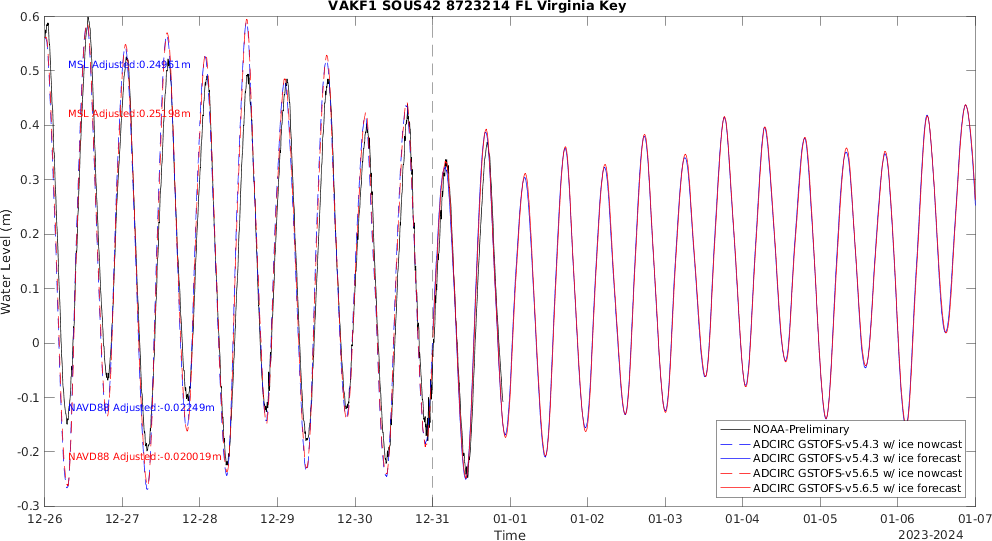 VAKF1 SOUS42 8723214 FL Virginia Key
0.6
0.5
0.4
0.3
0.2
0.1
0
-0.1
-0.2
-0.3
Water Level (m)
MSL Adjusted:0.24951m
MSL Adjusted:0.25198m
NAVD88 Adjusted:-0.02249m
NAVD88 Adjusted:-0.020019m
NOAA-Preliminary
ADCIRC GSTOFS-v5.4.3 w/ ice nowcast
ADCIRC GSTOFS-v5.4.3 w/ ice forecast
ADCIRC GSTOFS-v5.6.5 w/ ice nowcast
ADCIRC GSTOFS-v5.6.5 w/ ice forecast
12-26 12-27 12-28 12-29 12-30 12-31 01-01 01-02 01-03 01-04 01-05 01-06 01-07
Time
2023-2024